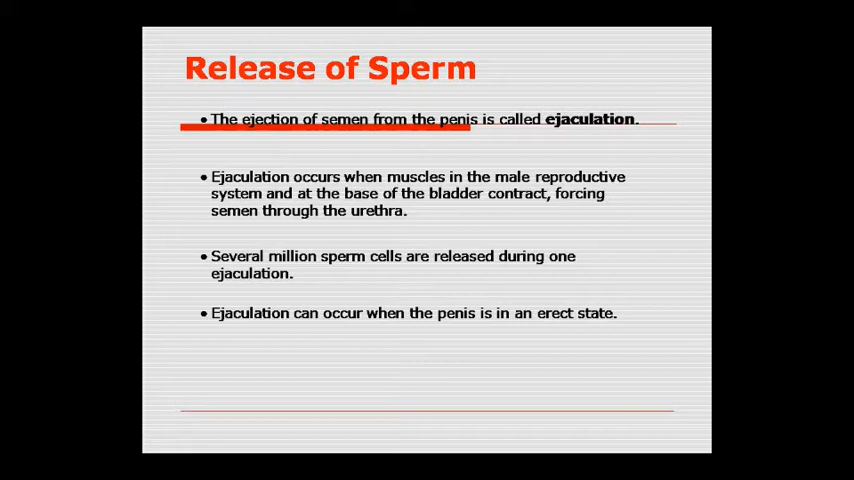 Release of Sperm
• The ejection of semen from the penis is called ejaculation.
• Ejaculation occurs when muscles in the male reproductive
system and at the base of the bladder contract, forcing
semen through the urethra.
• Several million sperm cells are released during one
ejaculation.
• Ejaculation can occur when the penis is in an erect state.